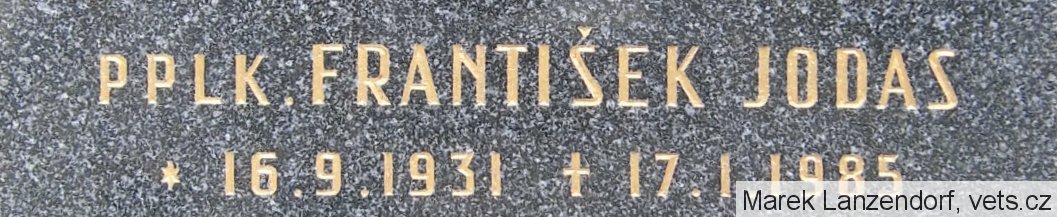 PPLK. FRANTIŠEK JODAS
* 16.9.1931 ✝ 17.1.1985
Marek Lanzendorf, vets.cz